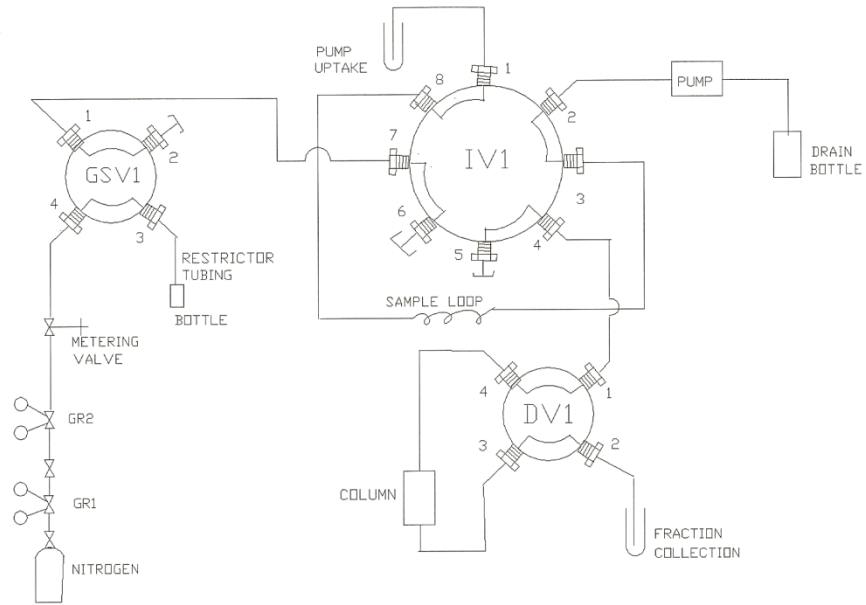 PUMP
UPTAKE
1
8
2
PUMP
DRAIN
BOTTLE
7
IV1
3
6
5
4
1
2
GSV1
4
3
RESTRICTOR
TUBING
BOTTLE
SAMPLE LOOP
METERING
VALVE
GR2
GR1
NITROGEN
4
1
DV1
3
2
COLUMN
FRACTION
COLLECTION